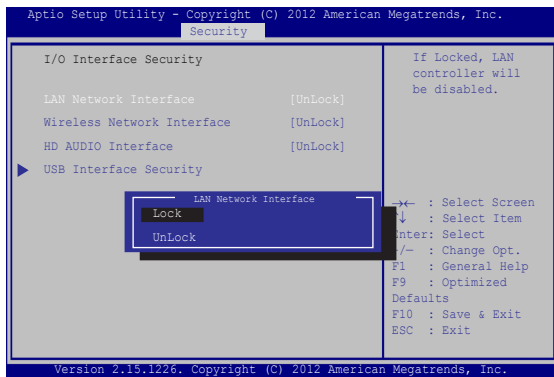 Aptio Setup Utility - Copyright (C) 2012 American Megatrends, Inc.
Security
I/O Interface Security
LAN Network Interface [UnLock]
Wireless Network Interface [UnLock]
HD AUDIO Interface [UnLock]
USB Interface Security
If Locked, LAN
controller will
be disabled.
LAN Network Interface
Lock
UnLock
→← : Select Screen
↑↓ : Select Item
Enter: Select
+/— : Change Opt.
F1 : General Help
F9 : Optimized
Defaults
F10 : Save & Exit
ESC : Exit
Version 2.15.1226. Copyright (C) 2012 American Megatrends, Inc.